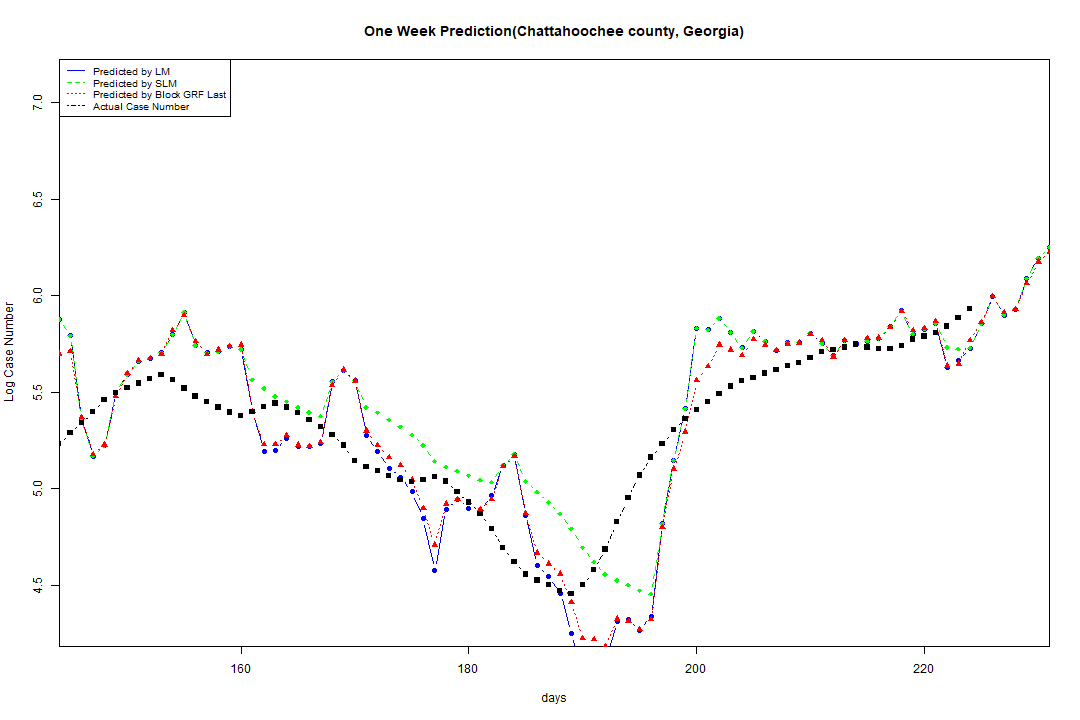 One Week Prediction(Chattahoochee county, Georgia)
Predicted by LM
Predicted by SLM
Predicted by Block GRF Last
Actual Case Number
7.0
6.5
6.0
5.5
5.0
4.5
Log Case Number
160 180 200 220
days